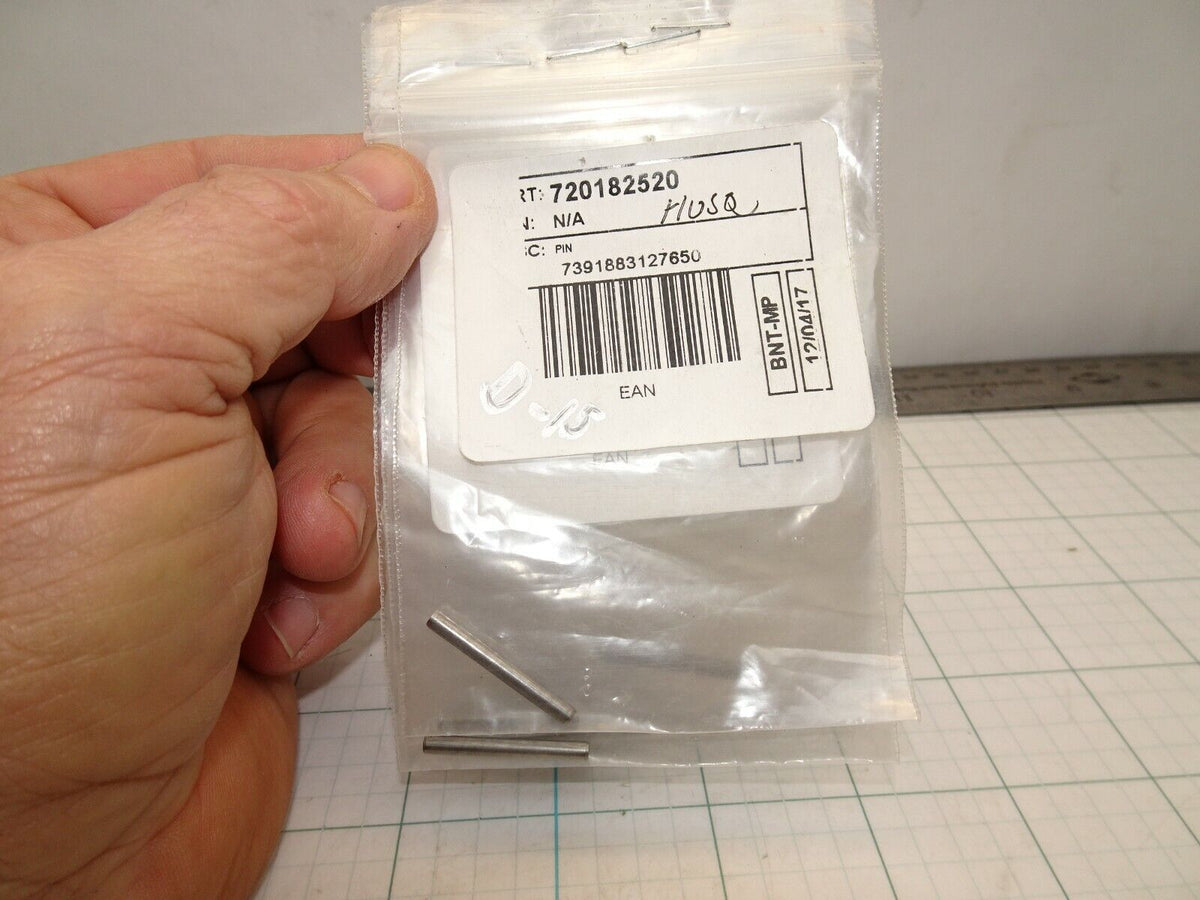 RT: 720182520
N: N/A HUSQ
SC: PIN
7391883127650
EAN
BNT-MP
12/04/17
D-15
EAN